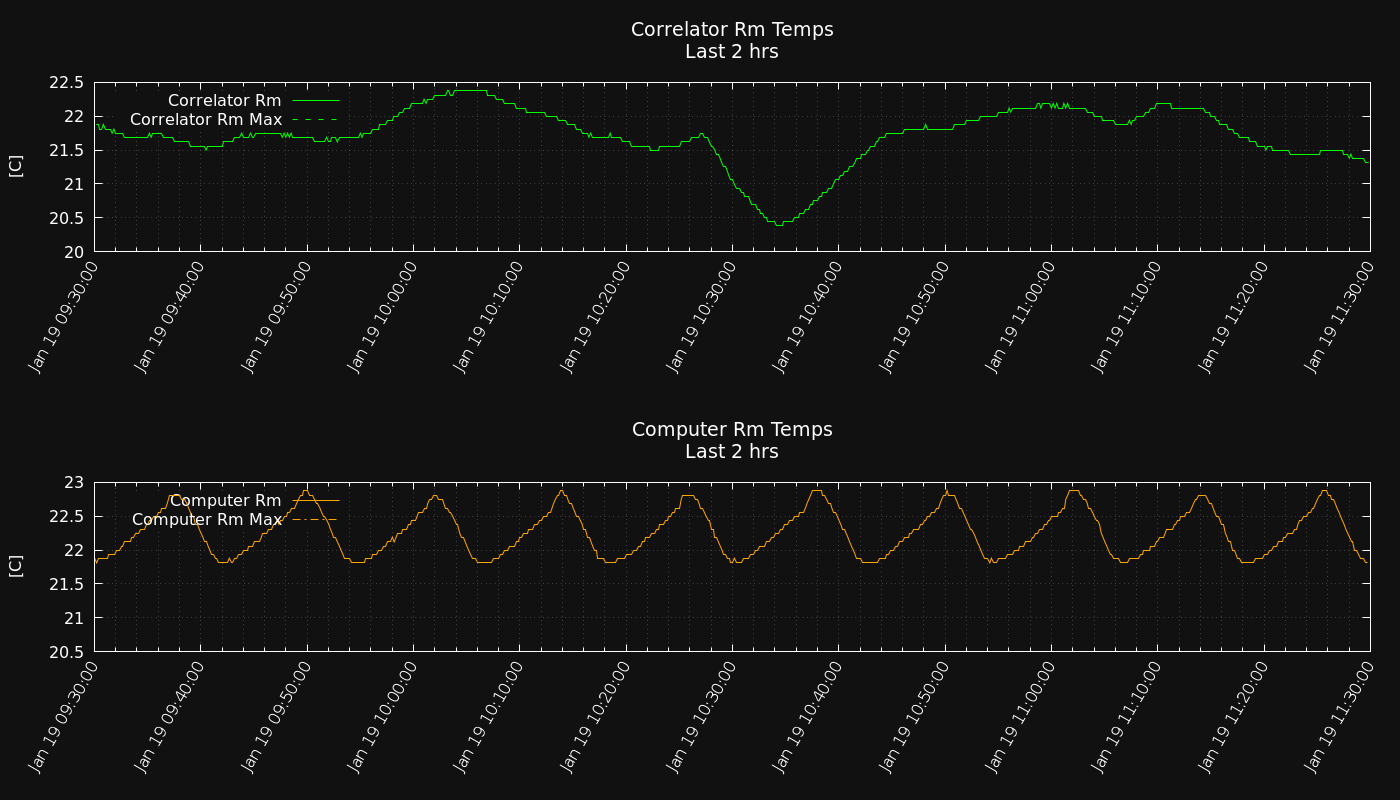 Correlator Rm Temps
Last 2 hrs
22.5
22
21.5
21
20.5
20
[C]
Correlator Rm
Correlator Rm Max
Jan 19 09:30:00
Jan 19 09:40:00
Jan 19 09:50:00
Jan 19 10:00:00
Jan 19 10:10:00
Jan 19 10:20:00
Jan 19 10:30:00
Jan 19 10:40:00
Jan 19 10:50:00
Jan 19 11:00:00
Jan 19 11:10:00
Jan 19 11:20:00
Jan 19 11:30:00
Computer Rm Temps
Last 2 hrs
23
22.5
22
21.5
21
20.5
[C]
Computer Rm
Computer Rm Max
Jan 19 09:30:00
Jan 19 09:40:00
Jan 19 09:50:00
Jan 19 10:00:00
Jan 19 10:10:00
Jan 19 10:20:00
Jan 19 10:30:00
Jan 19 10:40:00
Jan 19 10:50:00
Jan 19 11:00:00
Jan 19 11:10:00
Jan 19 11:20:00
Jan 19 11:30:00